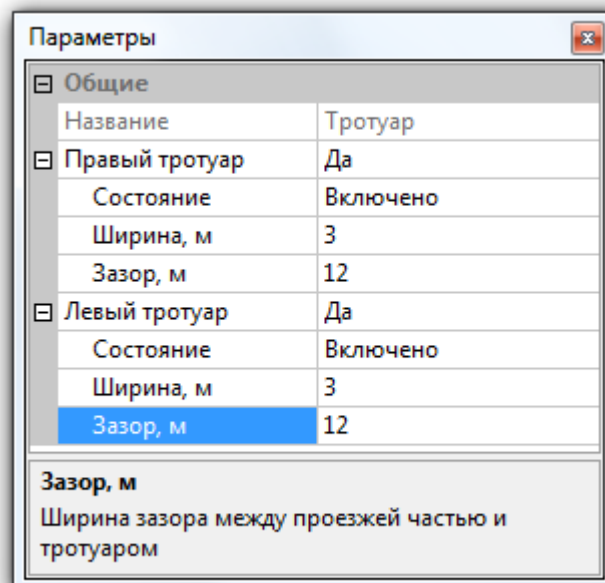 Параметры
Общие
Название Тротуар
Правый тротуар Да
Состояние Включено
Ширина, м 3
Зазор, м 12
Левый тротуар Да
Состояние Включено
Ширина, м 3
Зазор, м 12
Зазор, м
Ширина зазора между проезжей частью и
тротуаром